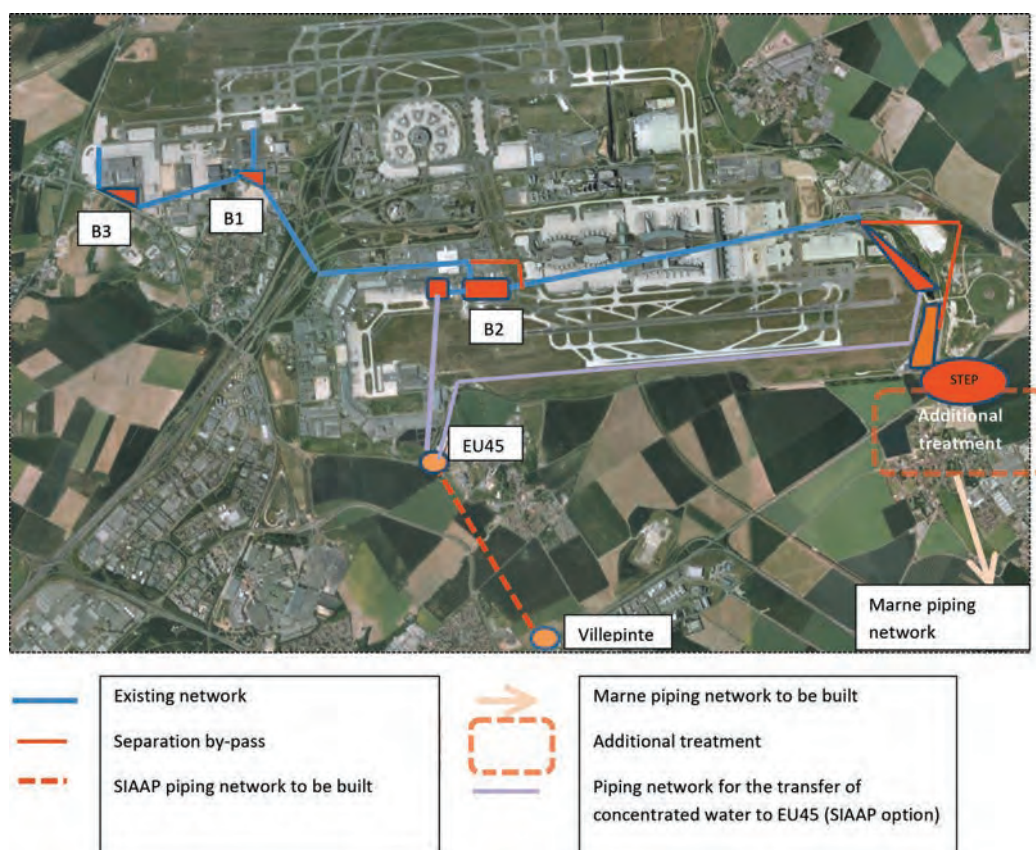 B3
B1
B2
STEP
Additional
treatment
EU45
Villepinte
Marne piping
network
Existing network
Separation by-pass
SIAAP piping network to be built
Marne piping network to be built
Additional treatment
Piping network for the transfer of
concentrated water to EU45 (SIAAP option)